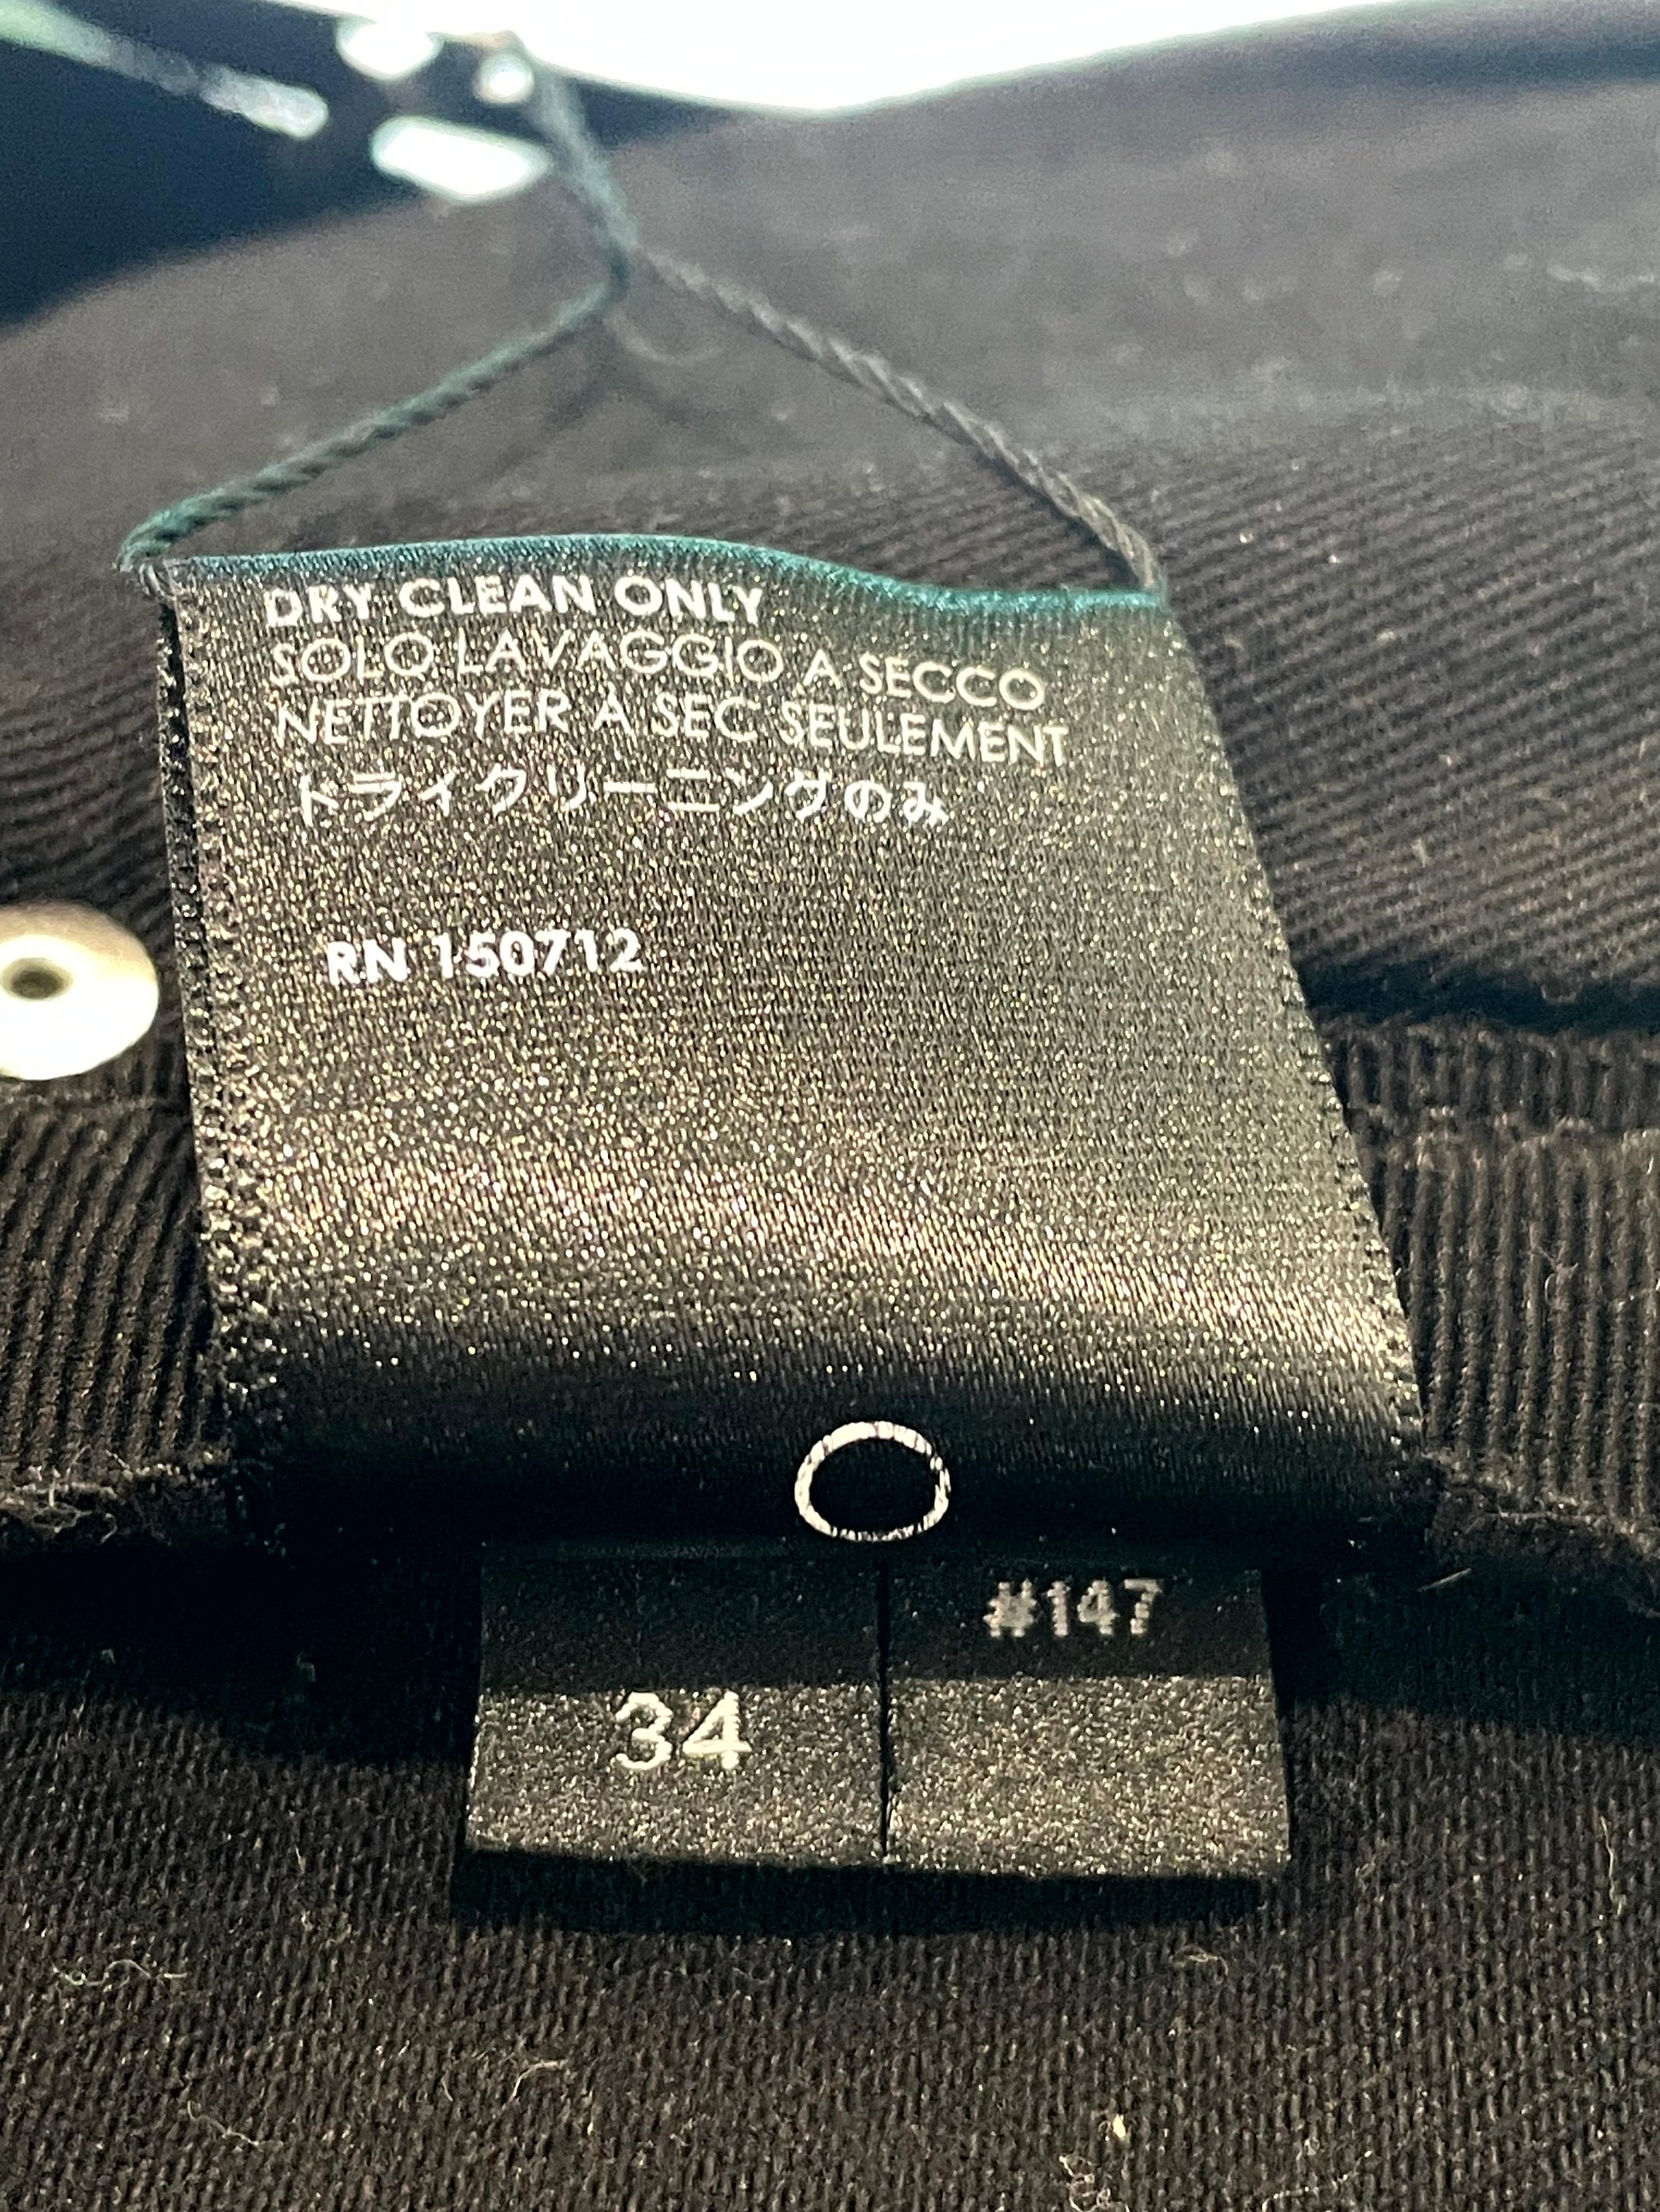 DRY CLEAN ONLY
SOLO LAVAGGIO A SECCO
NETTOYER À SEC SEULEMENT
トライクリーニングのみ
RN 150712
#147
34